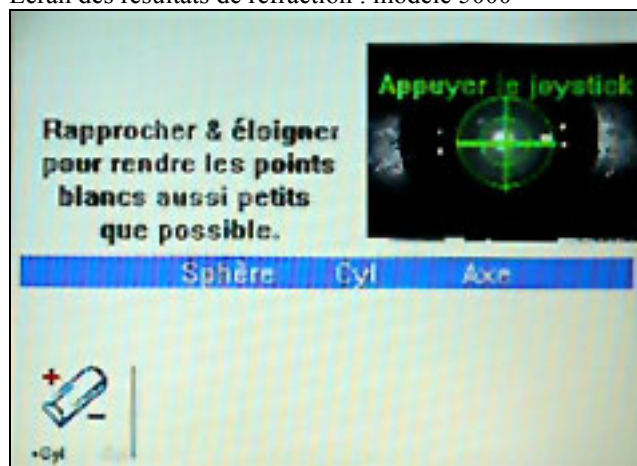 Ecran des résultats de réfraction : modèle 5000
Appuyer le joystick
Rapprocher & éloigner
pour rendre les points
blancs aussi petits
que possible.
Sphère Cyl Axe
+
-
+Cyl